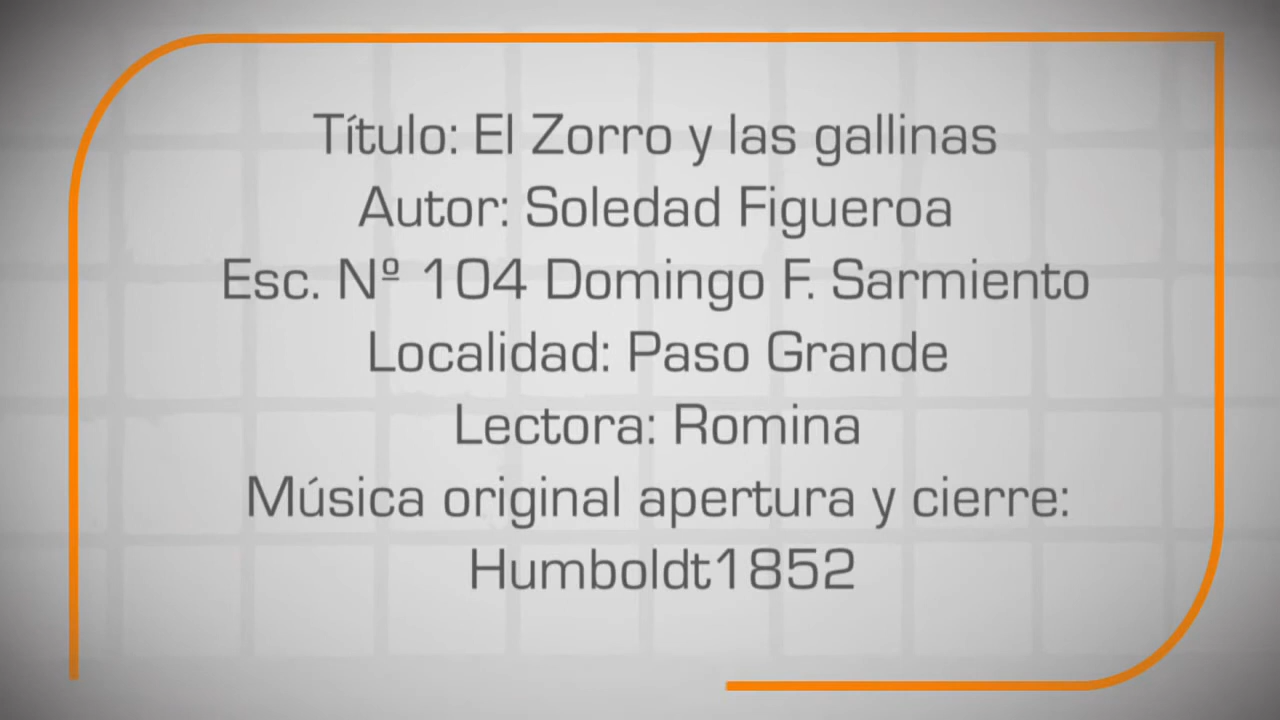 Título: El Zorro y las gallinas
Autor: Soledad Figueroa
Esc. Nº 104 Domingo F. Sarmiento
Localidad: Paso Grande
Lectora: Romina
Música original apertura y cierre:
Humboldt1852